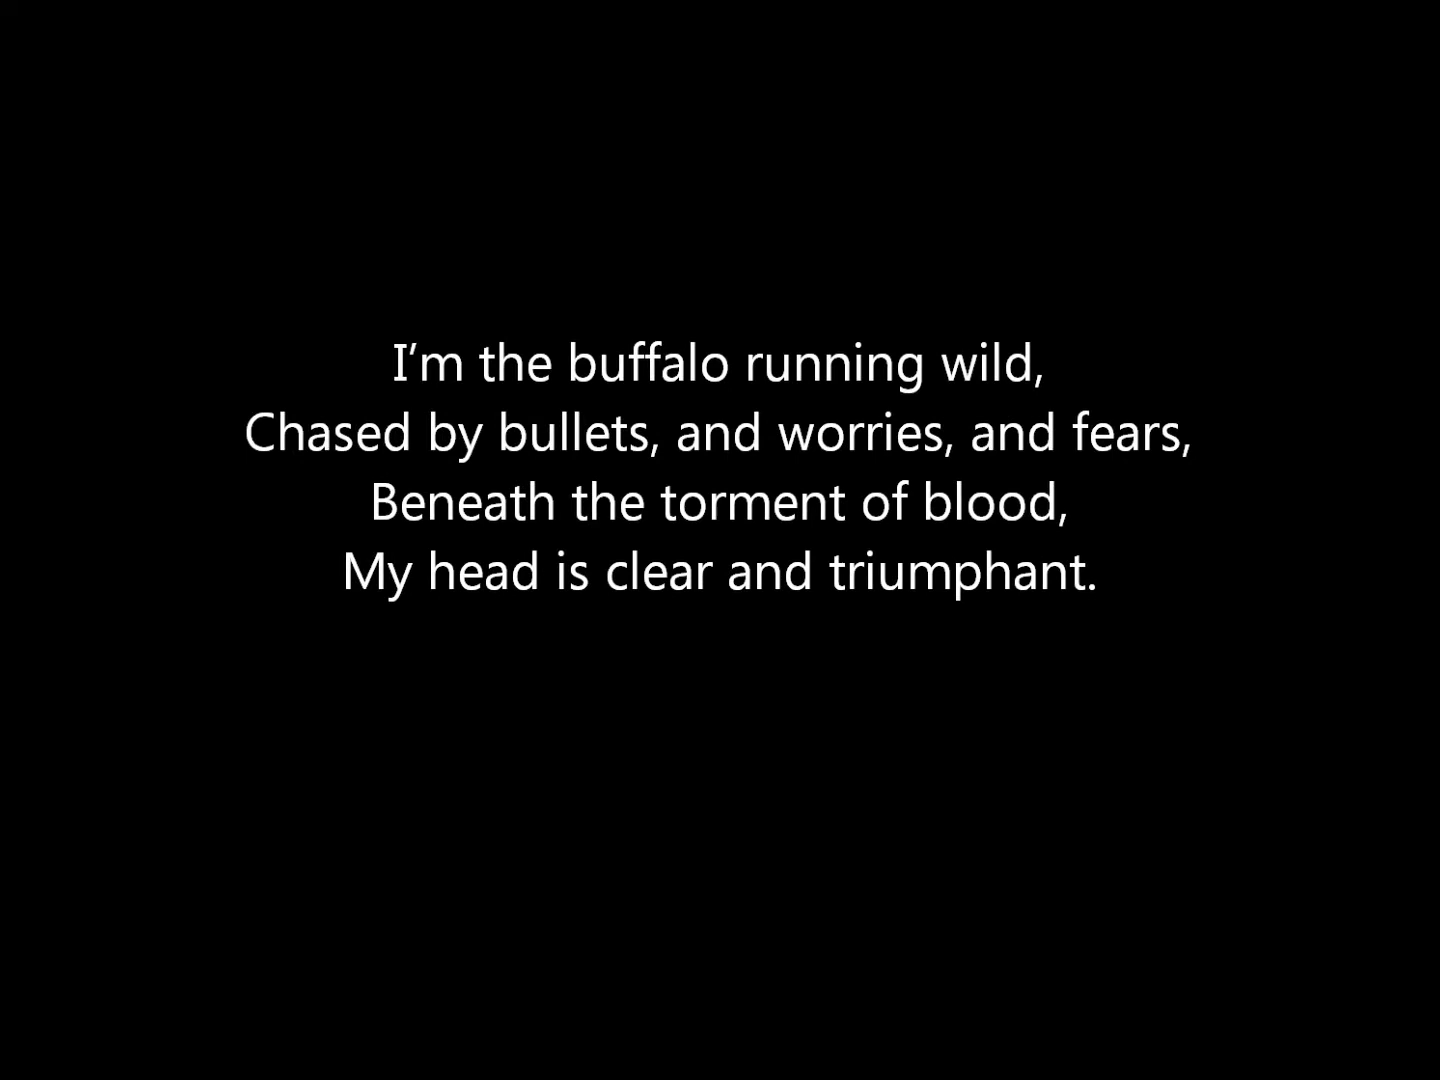 I’m the buffalo running wild,
Chased by bullets, and worries, and fears,
Beneath the torment of blood,
My head is clear and triumphant.